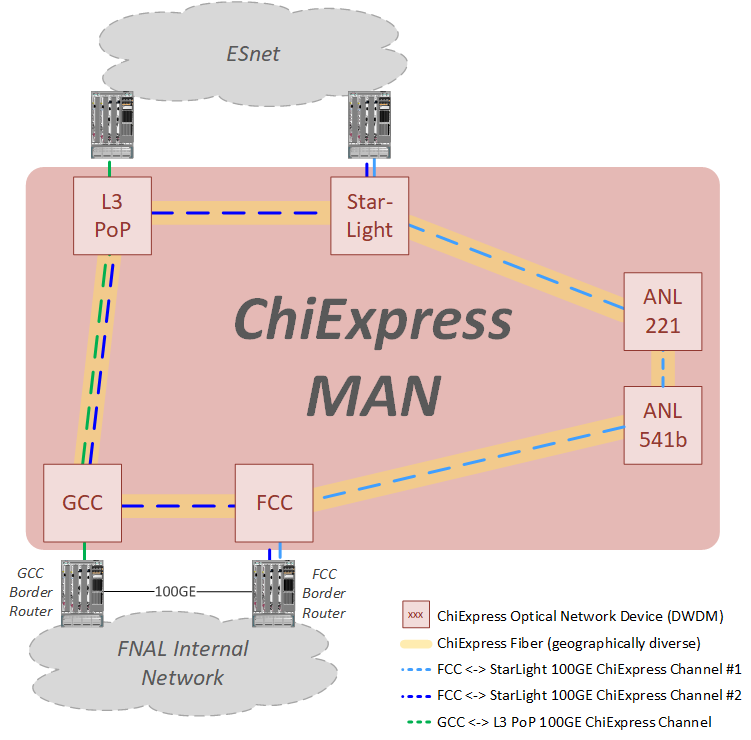 ESnet
L3
PoP
Star-
Light
ANL
221
ChiExpress
MAN
ANL
541b
GCC
FCC
GCC
Border
Router
100GE
FCC
Border
Router
FNAL Internal
Network
xxx ChiExpress Optical Network Device (DWDM)
ChiExpress Fiber (geographically diverse)
FCC <-> StarLight 100GE ChiExpress Channel #1
FCC <-> StarLight 100GE ChiExpress Channel #2
GCC <-> L3 PoP 100GE ChiExpress Channel